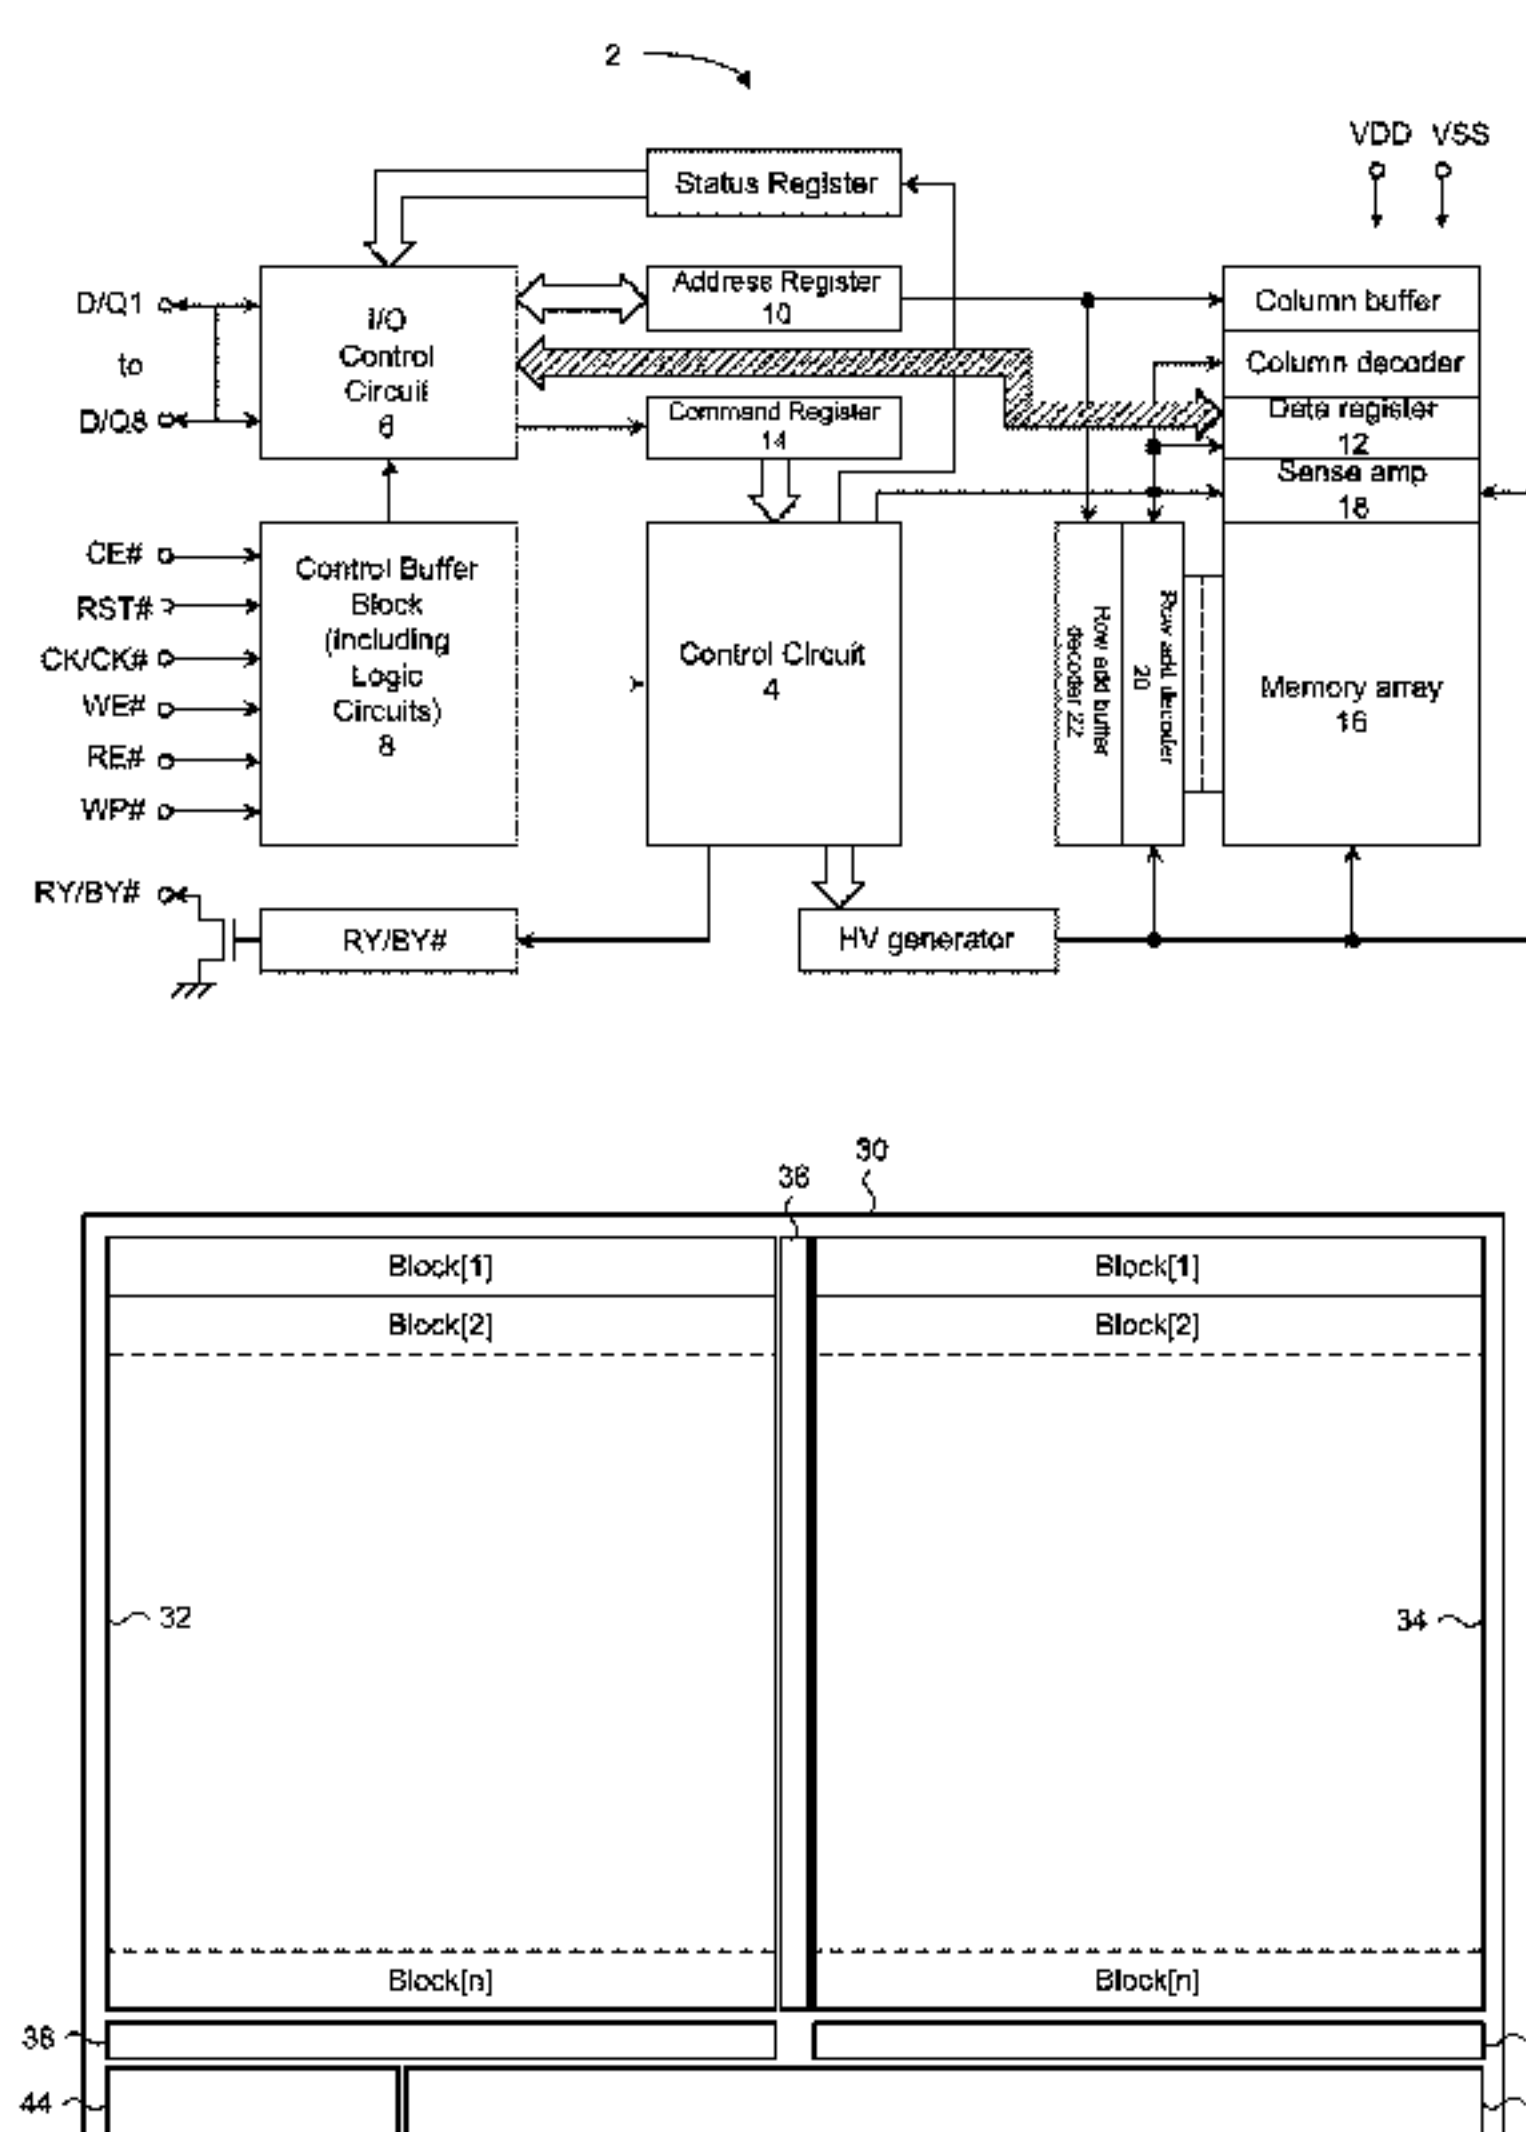 2
VDD VSS
Status Register
D/Q1
to
D/Q8
I/O
Control
Circuit
6
Address Register
10
Command Register
14
Column buffer
Column decoder
Data register
12
Sense amp
18
CE#
RST#
CK/CK#
WE#
RE#
WP#
Control Buffer
Block
(including
Logic
Circuits)
8
Control Circuit
4
Row add buffer
decoder 22
Row add. decoder
20
Memory array
16
RY/BY#
RY/BY#
HV generator
30
36
Block[1]
Block[1]
Block[2]
Block[2]
32
34
Block[n]
Block[n]
38
44